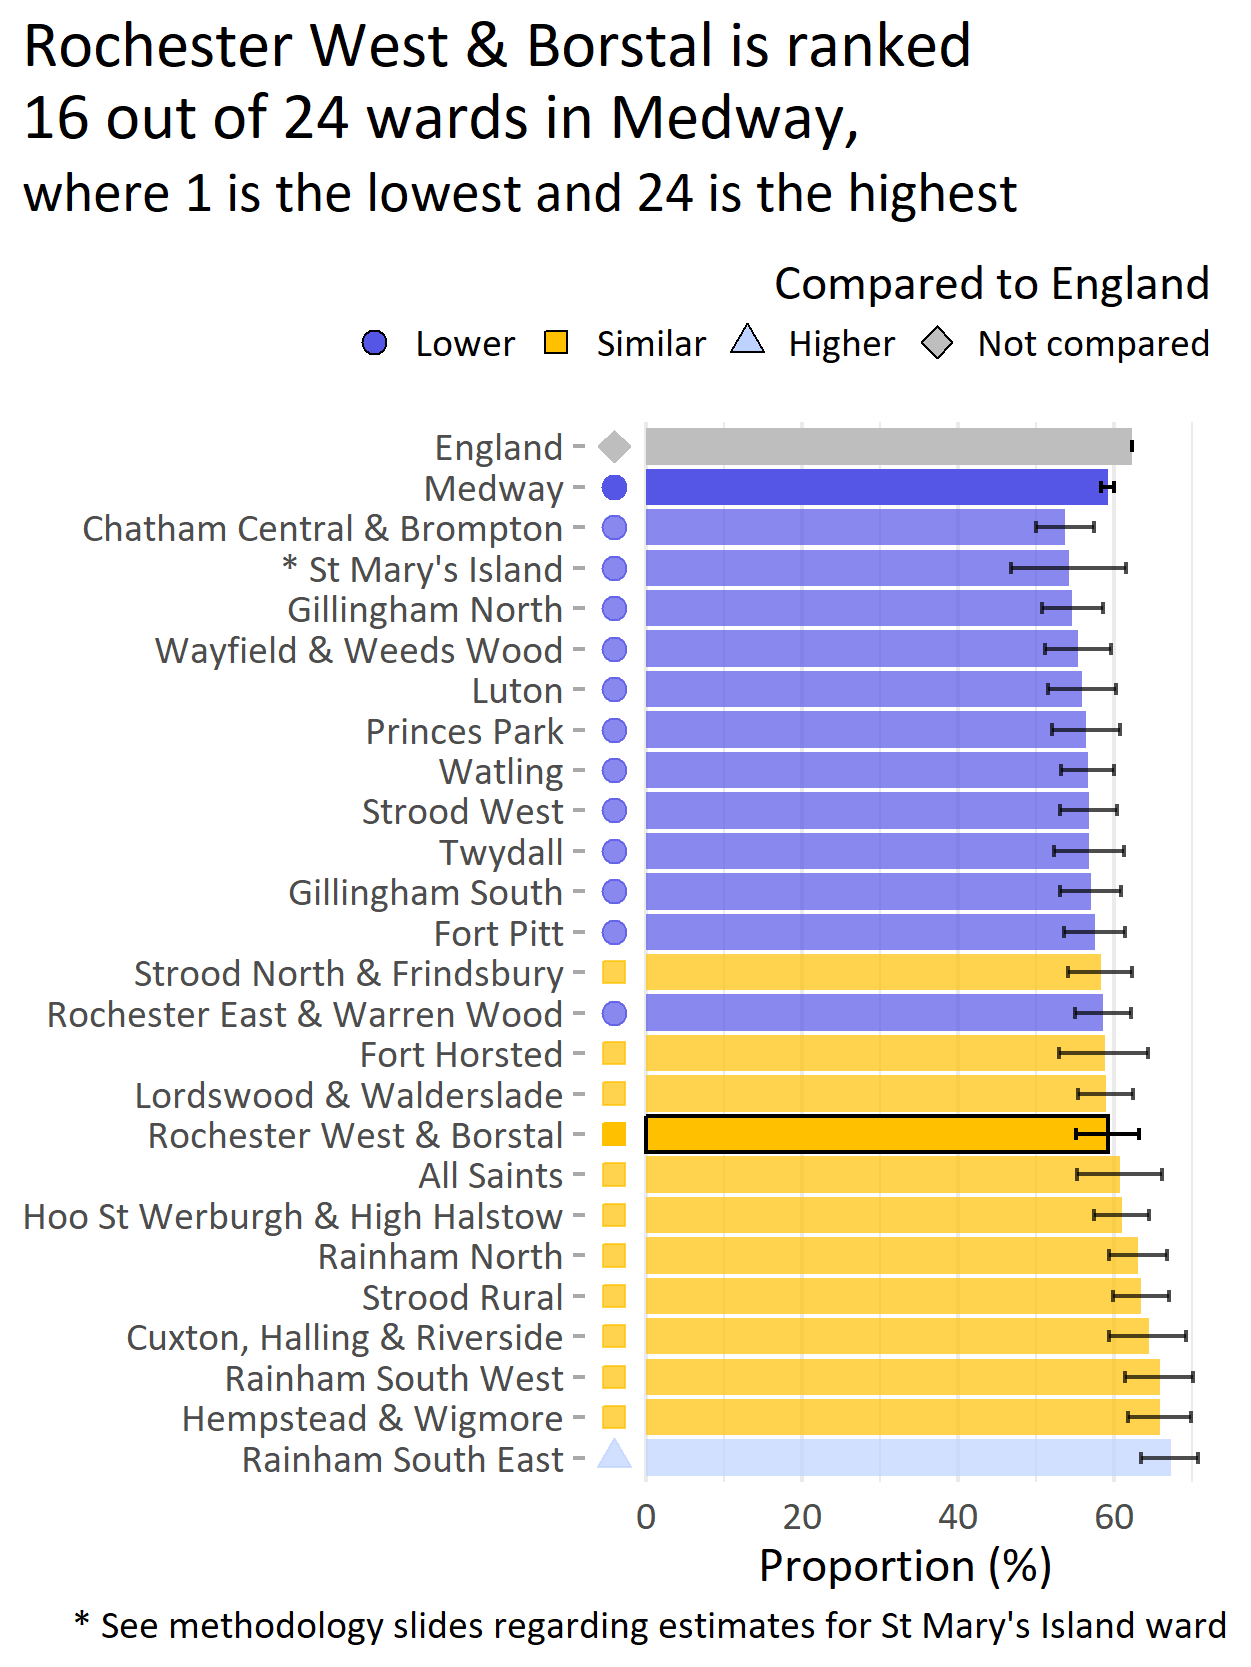 Rochester West & Borstal is ranked
16 out of 24 wards in Medway,
where 1 is the lowest and 24 is the highest
Compared to England
Lower Similar Higher Not compared
England
Medway
Chatham Central & Brompton
* St Mary's Island
Gillingham North
Wayfield & Weeds Wood
Luton
Princes Park
Watling
Strood West
Twydall
Gillingham South
Fort Pitt
Strood North & Frindsbury
Rochester East & Warren Wood
Fort Horsted
Lordswood & Walderslade
Rochester West & Borstal
All Saints
Hoo St Werburgh & High Halstow
Rainham North
Strood Rural
Cuxton, Halling & Riverside
Rainham South West
Hempstead & Wigmore
Rainham South East
0 20 40 60
Proportion (%)
* See methodology slides regarding estimates for St Mary's Island ward